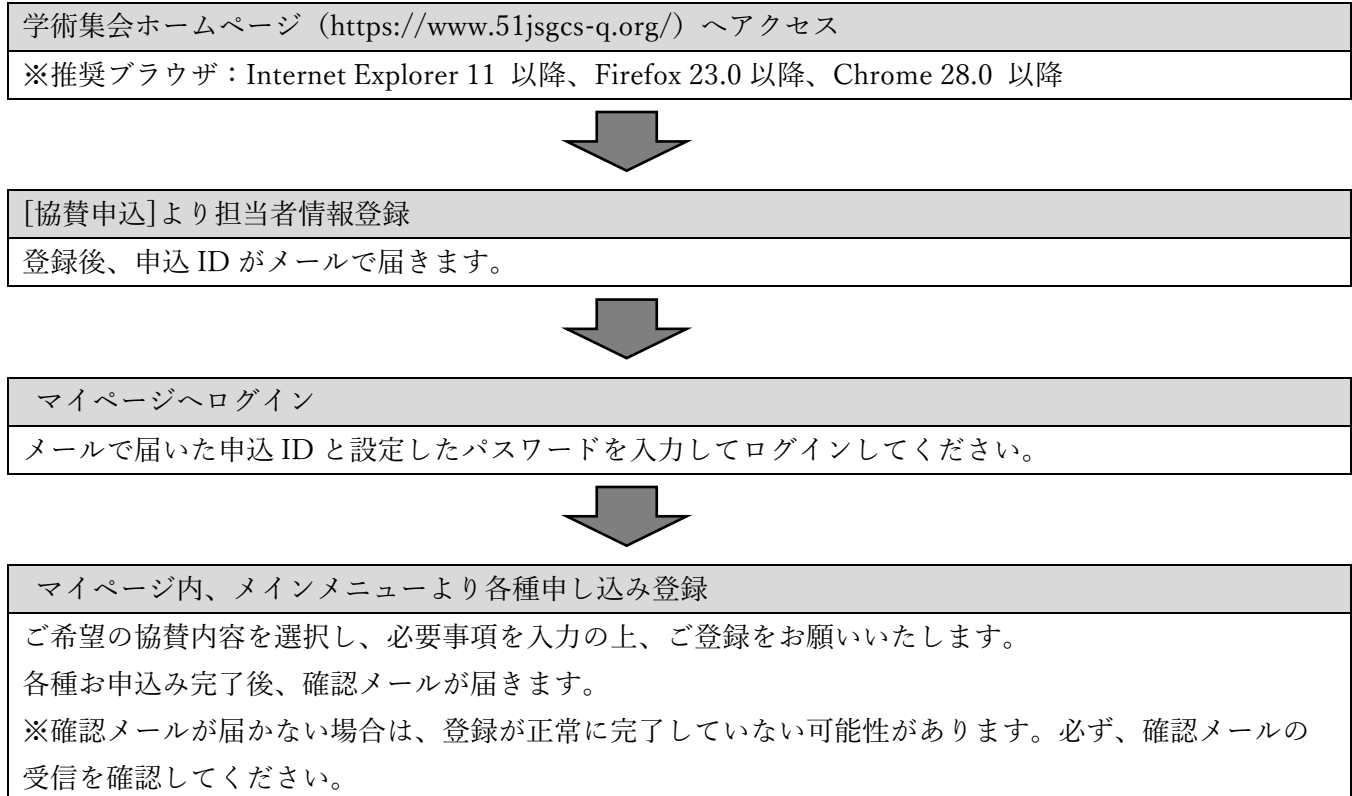 学術集会ホームページ（https://www.51jsgcs-q.org/）へアクセス
※推奨ブラウザ：Internet Explorer 11 以降、Firefox 23.0 以降、Chrome 28.0 以降
[協賛申込]より担当者情報登録
登録後、申込 ID がメールで届きます。
マイページへログイン
メールで届いた申込 ID と設定したパスワードを入力してログインしてください。
マイページ内、メインメニューより各種申し込み登録
ご希望の協賛内容を選択し、必要事項を入力の上、ご登録をお願いいたします。
各種お申込み完了後、確認メールが届きます。
※確認メールが届かない場合は、登録が正常に完了していない可能性があります。必ず、確認メールの
受信を確認してください。